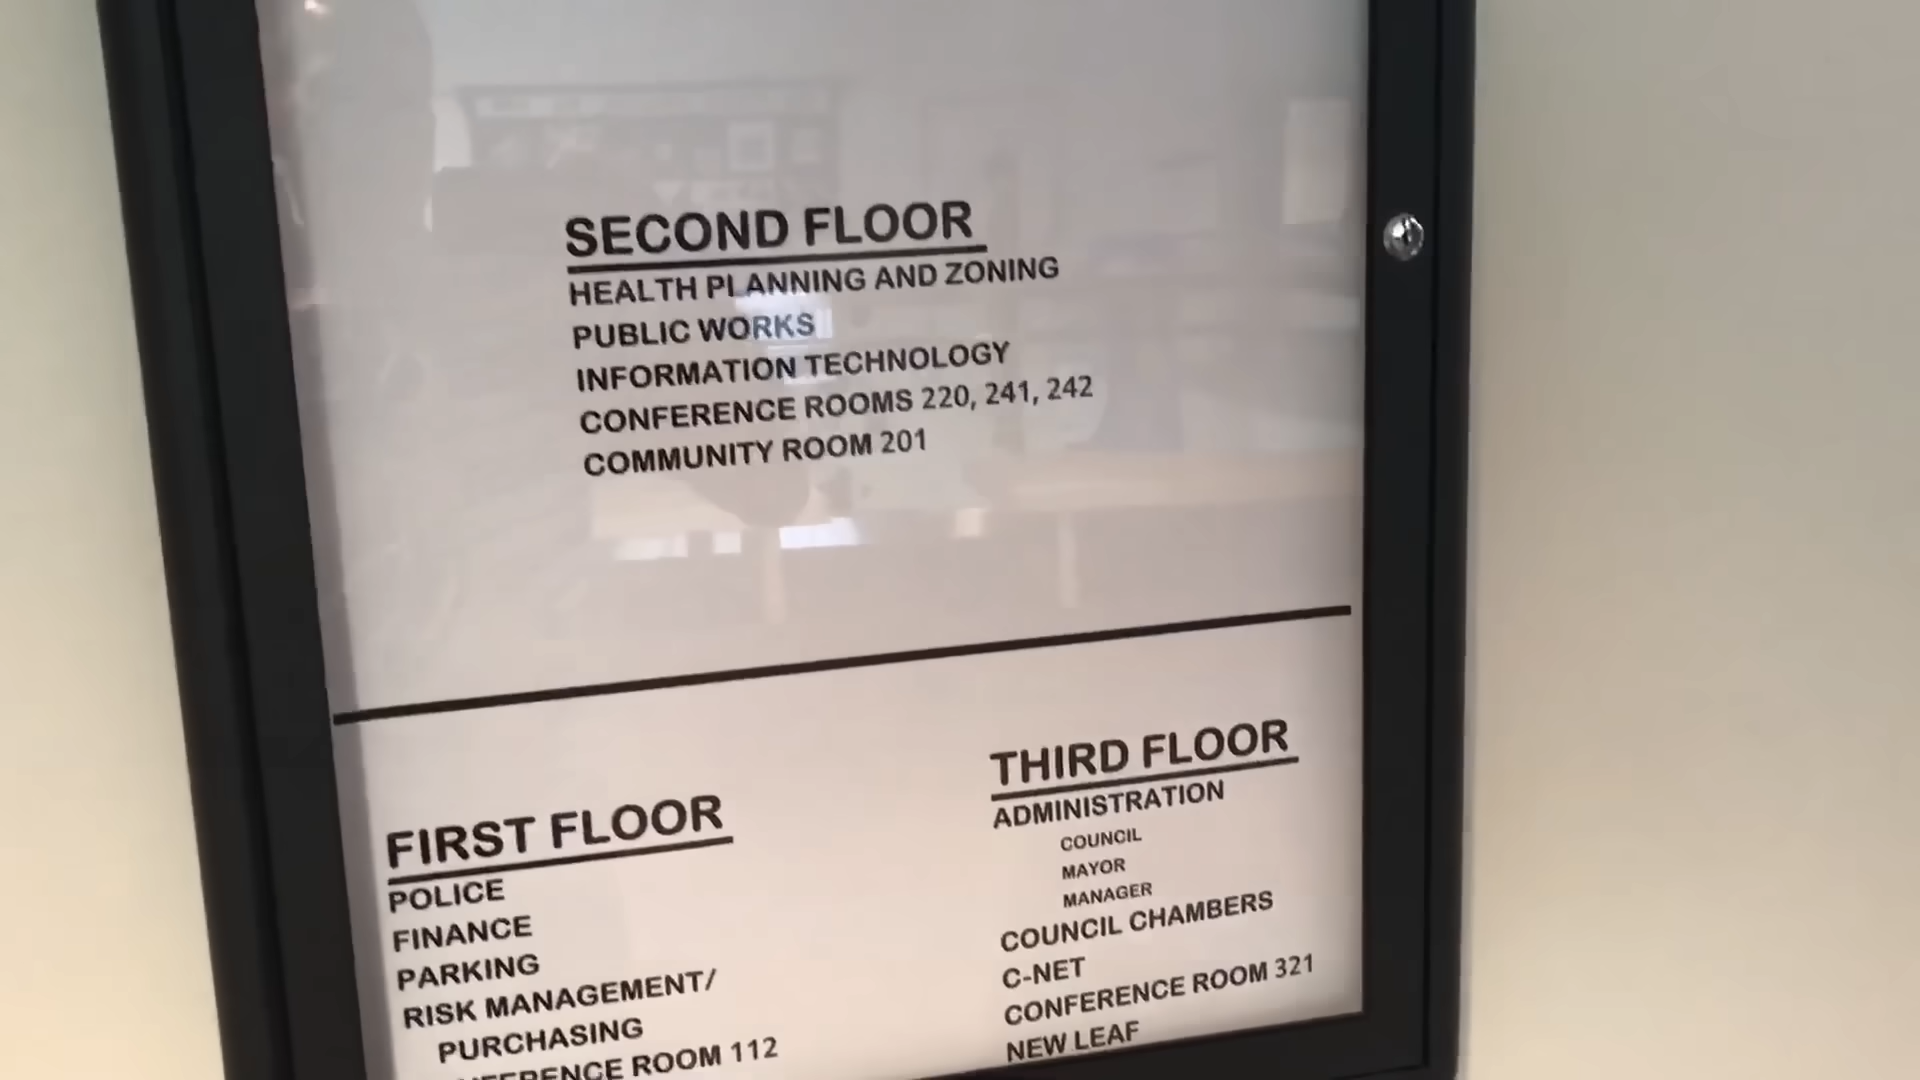 SECOND FLOOR
HEALTH PLANNING AND ZONING
PUBLIC WORKS
INFORMATION TECHNOLOGY
CONFERENCE ROOMS 220, 241, 242
COMMUNITY ROOM 201
FIRST FLOOR
POLICE
FINANCE
PARKING
RISK MANAGEMENT/
PURCHASING
ROOM 112
THIRD FLOOR
ADMINISTRATION
COUNCIL
MAYOR
MANAGER
COUNCIL CHAMBERS
C-NET
CONFERENCE ROOM 321
NEW LEAF